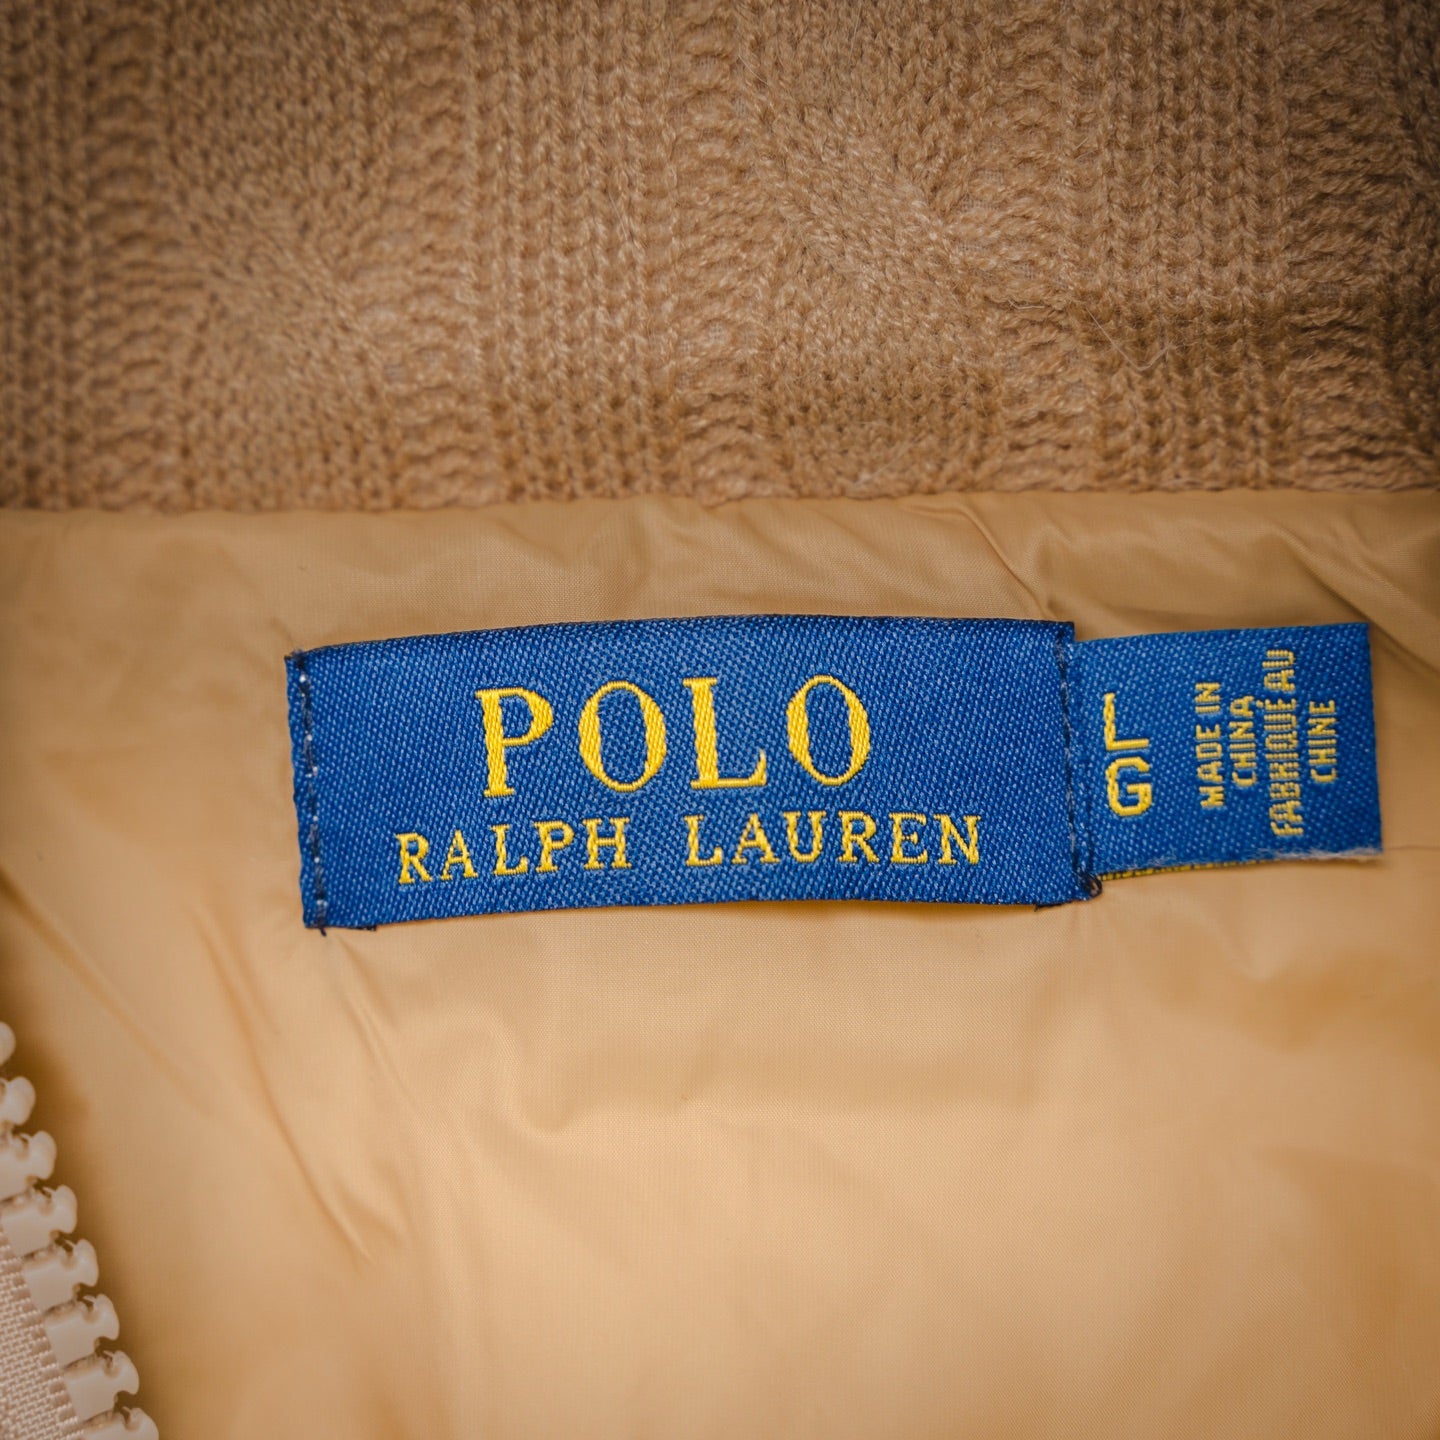 POLO
RALPH LAUREN
L
G
MADE IN
CHINA
FABRIQUÉ AU
CHINE